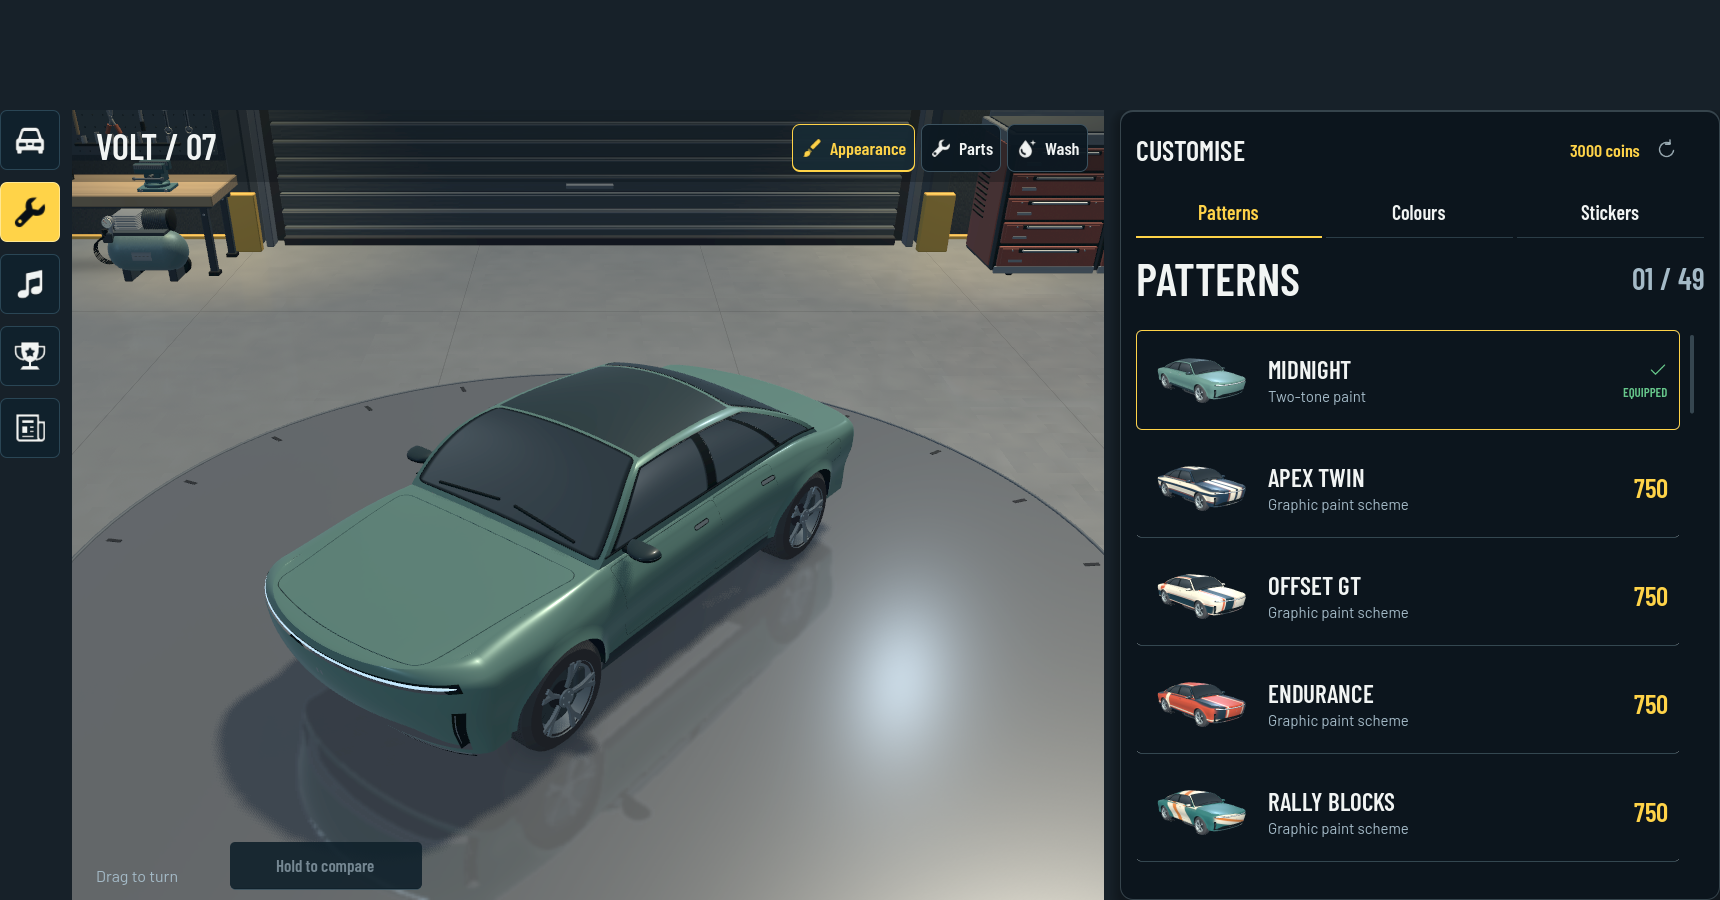 VOLT / 07
Appearance
Parts
Wash
Drag to turn
Hold to compare
CUSTOMISE
3000 coins
Patterns
Colours
Stickers
PATTERNS
01 / 49
MIDNIGHT
Two-tone paint
EQUIPPED
APEX TWIN
Graphic paint scheme
750
OFFSET GT
Graphic paint scheme
750
ENDURANCE
Graphic paint scheme
750
RALLY BLOCKS
Graphic paint scheme
750